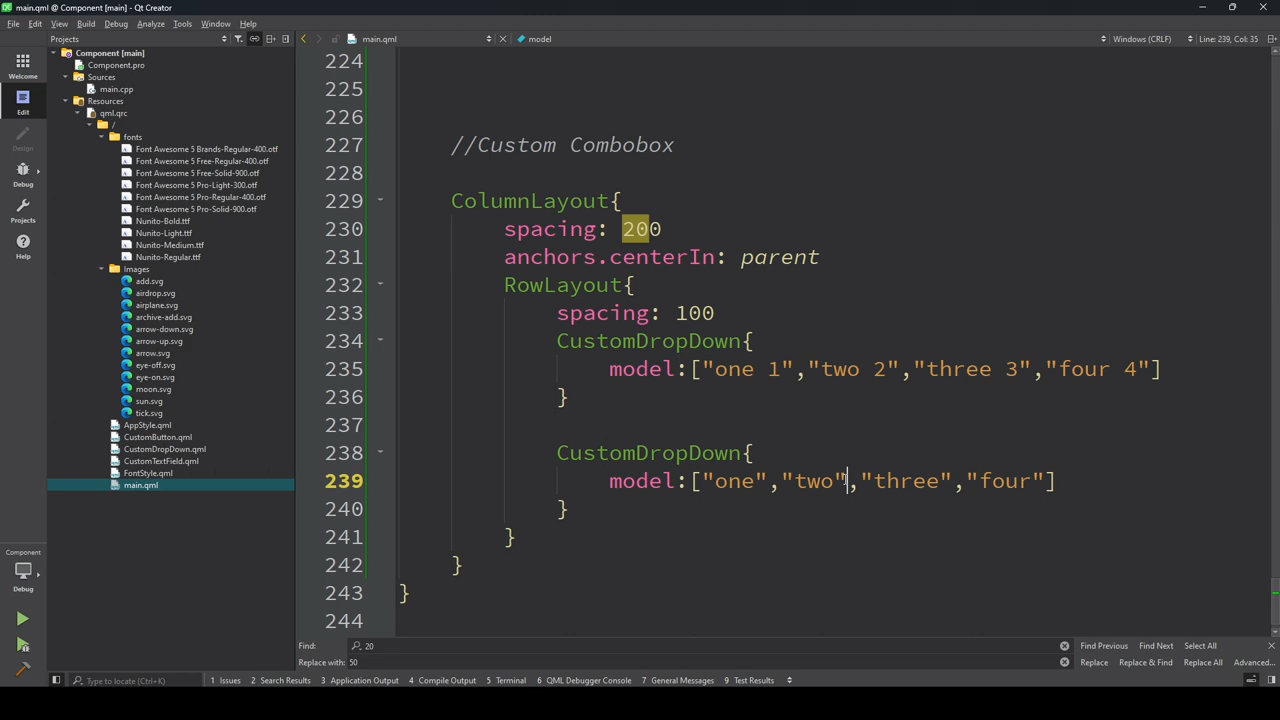 main.qml @ Component [main] - Qt Creator
File Edit View Build Debug Analyze Tools Window Help
Projects main.qml model Windows (CRLF) Line: 239, Col: 35
Welcome
Edit
Design
Debug
Projects
Help
Component
Debug
Component [main]
Component.pro
Sources
main.cpp
Resources
qml.qrc
/
fonts
Font Awesome 5 Brands-Regular-400.otf
Font Awesome 5 Free-Regular-400.otf
Font Awesome 5 Free-Solid-900.otf
Font Awesome 5 Pro-Light-300.otf
Font Awesome 5 Pro-Regular-400.otf
Font Awesome 5 Pro-Solid-900.otf
Nunito-Bold.ttf
Nunito-Light.ttf
Nunito-Medium.ttf
Nunito-Regular.ttf
Images
add.svg
airdrop.svg
airplane.svg
archive-add.svg
arrow-down.svg
arrow-up.svg
arrow.svg
eye-off.svg
eye-on.svg
moon.svg
sun.svg
tick.svg
AppStyle.qml
CustomButton.qml
CustomDropDown.qml
CustomTextField.qml
FontStyle.qml
main.qml
224
225
226
227 //Custom Combobox
228
229 ColumnLayout{
230 spacing: 200
231 anchors.centerIn: parent
232 RowLayout{
233 spacing: 100
234 CustomDropDown{
235 model:["one 1","two 2","three 3","four 4"]
236 }
237
238 CustomDropDown{
239 model:["one","two","three","four"]
240 }
241 }
242 }
243 }
244
Find: 20 Find Previous Find Next Select All
Replace with: 50 Replace Replace & Find Replace All Advanced...
Type to locate (Ctrl+K) 1 Issues 2 Search Results 3 Application Output 4 Compile Output 5 Terminal 6 QML Debugger Console 7 General Messages 9 Test Results